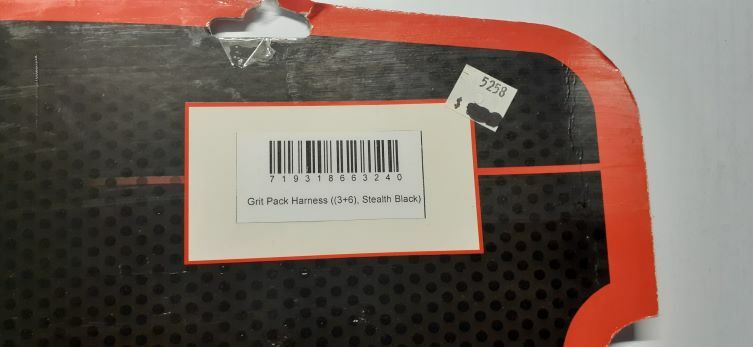 5258
$
719318663240
Grit Pack Harness ((3+6), Stealth Black)